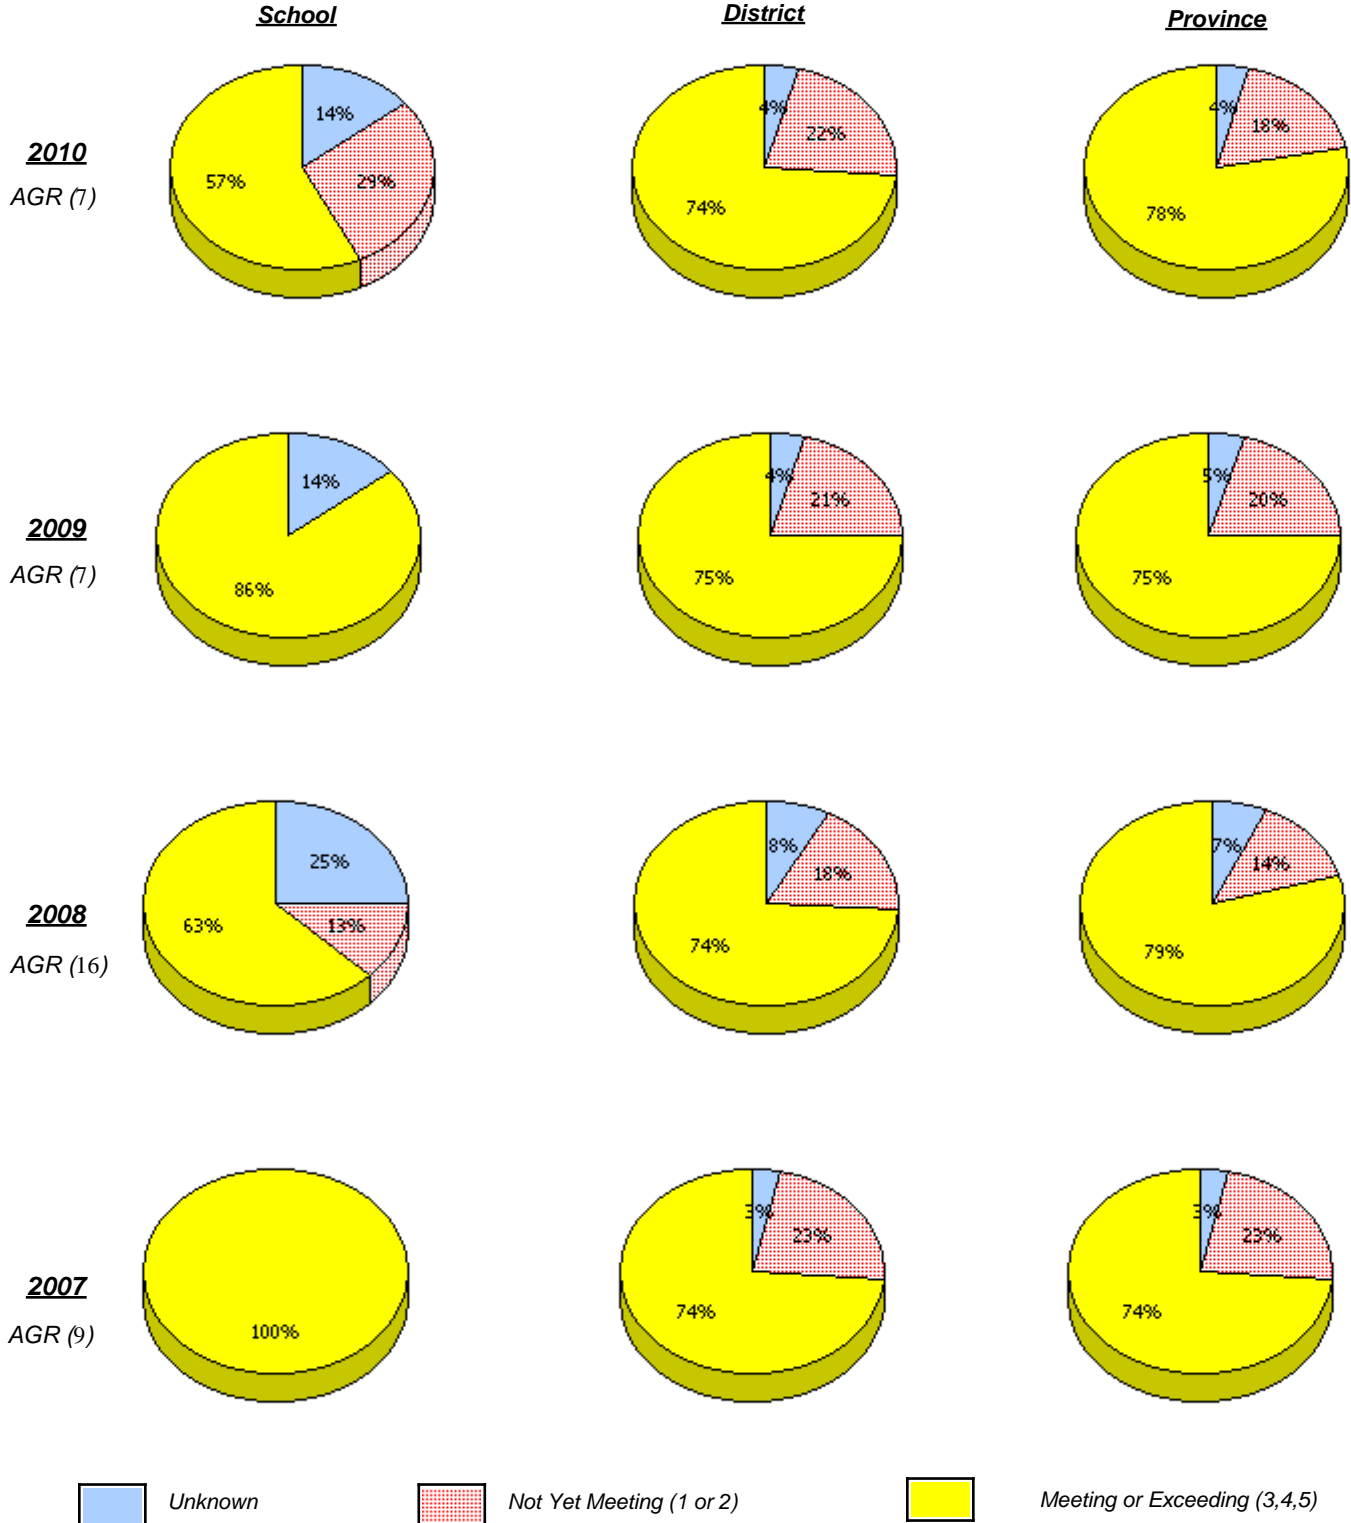 School District Province
14% 4% 4%
22% 18%
2010
57% 29%
AGR (7)
74% 78%
14% 4% 5%
21% 20%
2009
AGR (7)
86% 75% 75%
25% 8% 7%
18% 14%
2008
63% 13%
74% 79%
AGR (16)
3% 3%
23% 23%
2007
74% 74%
AGR (9)
100%
Unknown Not Yet Meeting (1 or 2) Meeting or Exceeding (3,4,5)